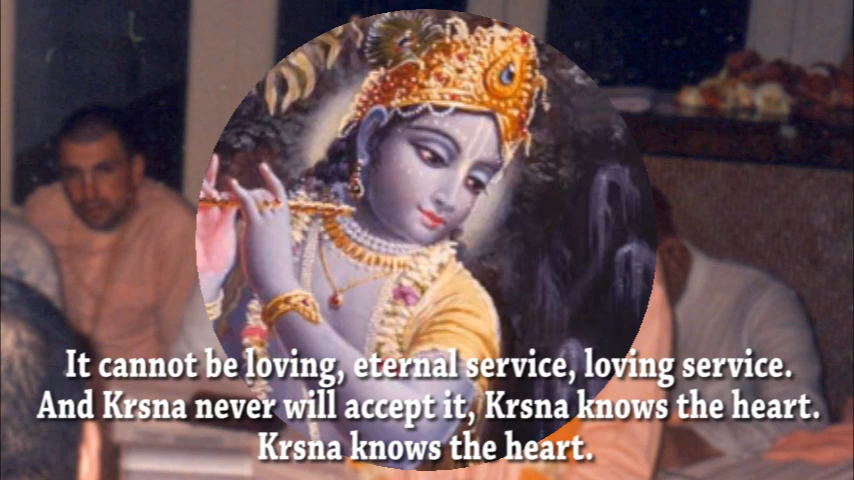 It cannot be loving, eternal service, loving service.
And Krsna never will accept it, Krsna knows the heart.
Krsna knows the heart.